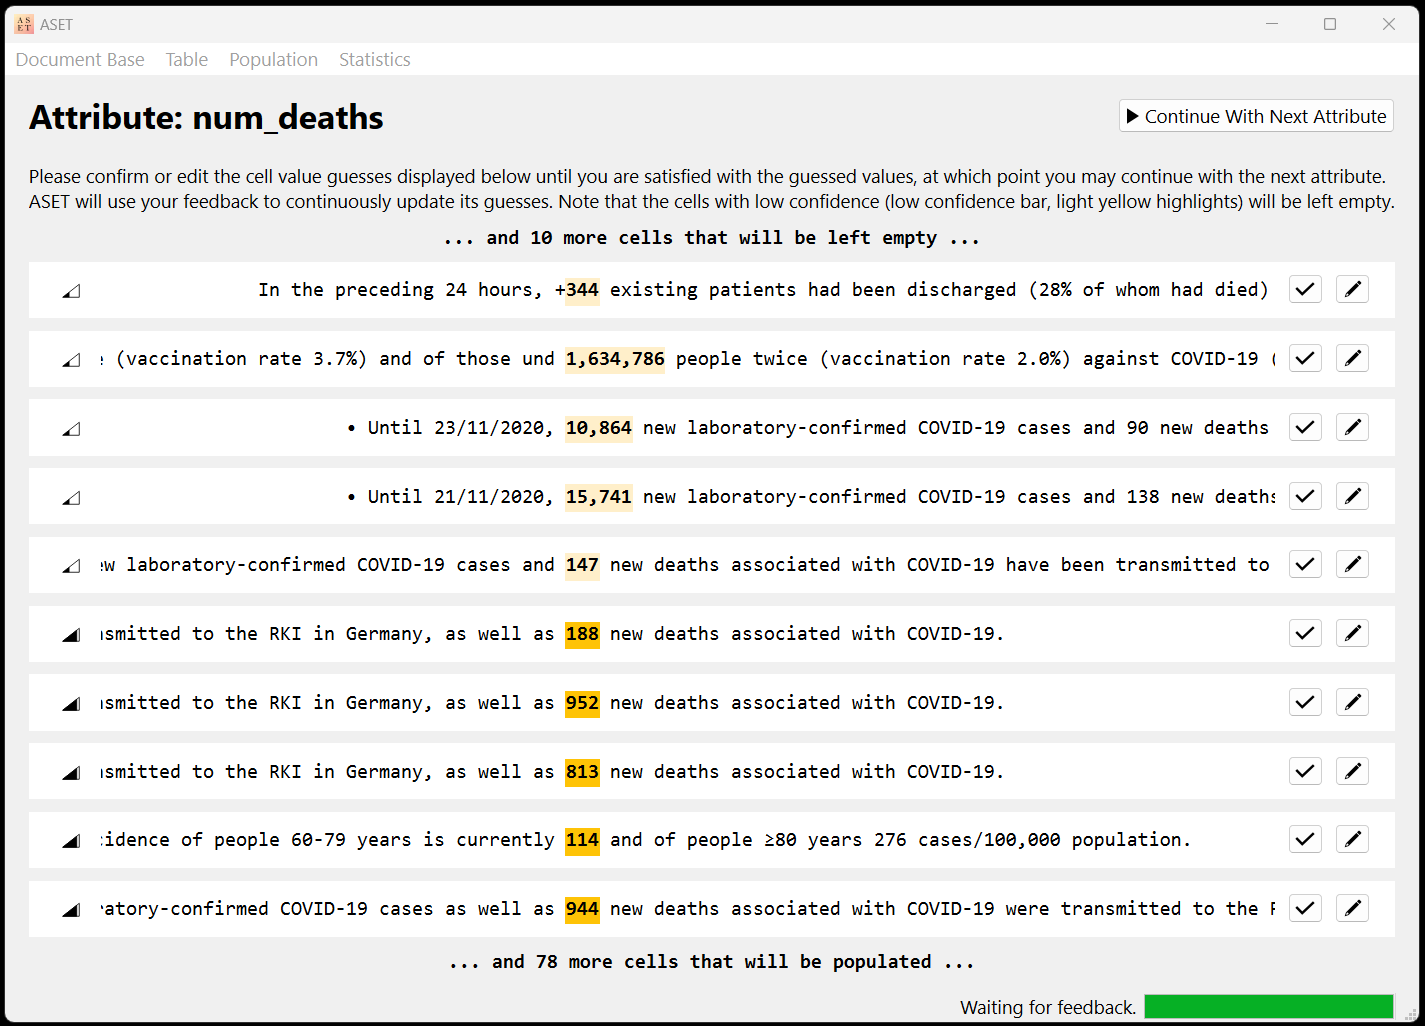 AS
ET
ASET
Document Base Table Population Statistics
Attribute: num_deaths
Continue With Next Attribute
Please confirm or edit the cell value guesses displayed below until you are satisfied with the guessed values, at which point you may continue with the next attribute.
ASET will use your feedback to continuously update its guesses. Note that the cells with low confidence (low confidence bar, light yellow highlights) will be left empty.
... and 10 more cells that will be left empty ...
In the preceding 24 hours, +344 existing patients had been discharged (28% of whom had died)
(vaccination rate 3.7%) and of those und 1,634,786 people twice (vaccination rate 2.0%) against COVID-19 (
• Until 23/11/2020, 10,864 new laboratory-confirmed COVID-19 cases and 90 new deaths
• Until 21/11/2020, 15,741 new laboratory-confirmed COVID-19 cases and 138 new deaths
ew laboratory-confirmed COVID-19 cases and 147 new deaths associated with COVID-19 have been transmitted to
nsmitted to the RKI in Germany, as well as 188 new deaths associated with COVID-19.
nsmitted to the RKI in Germany, as well as 952 new deaths associated with COVID-19.
nsmitted to the RKI in Germany, as well as 813 new deaths associated with COVID-19.
cidence of people 60-79 years is currently 114 and of people ≥80 years 276 cases/100,000 population.
ratory-confirmed COVID-19 cases as well as 944 new deaths associated with COVID-19 were transmitted to the
... and 78 more cells that will be populated ...
Waiting for feedback.